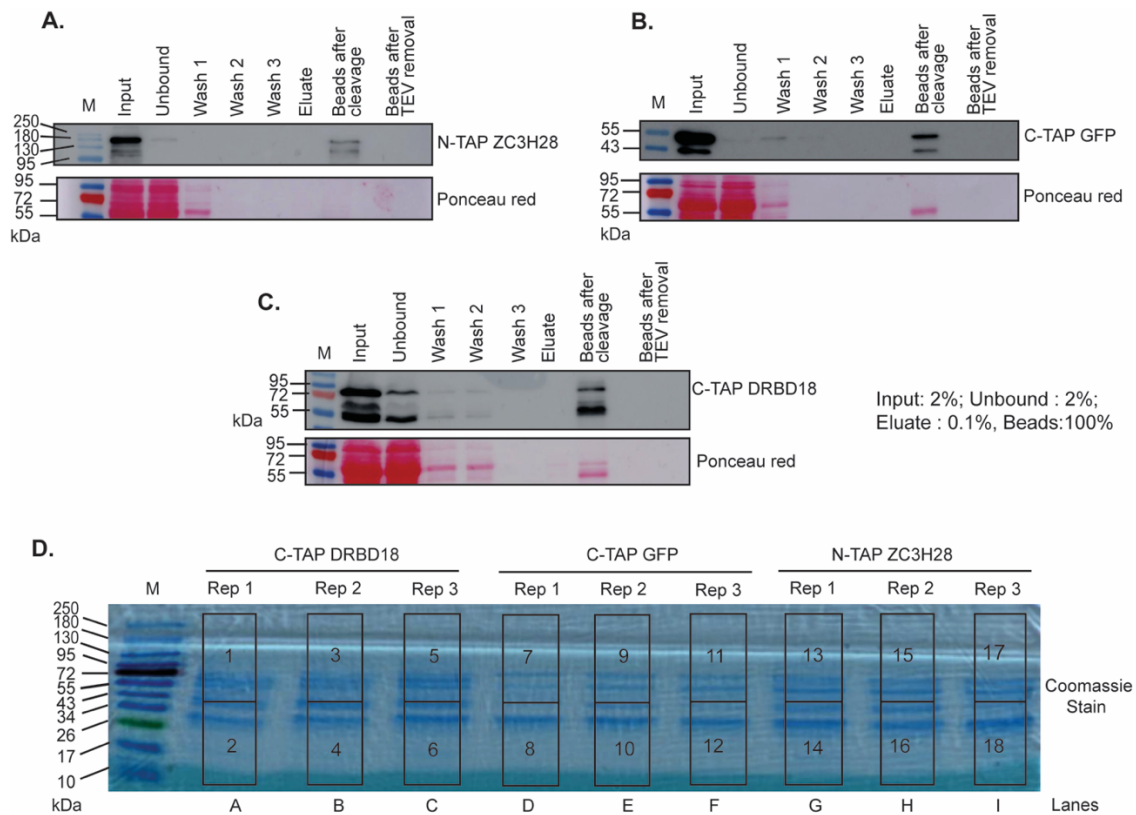 A.
M
Input
Unbound
Wash 1
Wash 2
Wash 3
Eluate
Beads after
cleavage
Beads after
TEV removal
250
180
130
95
N-TAP ZC3H28
95
72
55
Ponceau red
kDa
B.
M
Input
Unbound
Wash 1
Wash 2
Wash 3
Eluate
Beads after
cleavage
Beads after
TEV removal
55
43
C-TAP GFP
95
72
55
Ponceau red
kDa
C.
M
Input
Unbound
Wash 1
Wash 2
Wash 3
Eluate
Beads after
cleavage
Beads after
TEV removal
95
72
55
kDa
C-TAP DRBD18
95
72
55
Ponceau red
Input: 2%; Unbound : 2%;
Eluate : 0.1%, Beads:100%
D.
C-TAP DRBD18 C-TAP GFP N-TAP ZC3H28
M Rep 1 Rep 2 Rep 3 Rep 1 Rep 2 Rep 3 Rep 1 Rep 2 Rep 3
250
180
130
95
72
55
43
34
26
17
10
1 3 5 7 9 11 13 15 17
2 4 6 8 10 12 14 16 18
Coomassie
Stain
kDa A B C D E F G H I Lanes